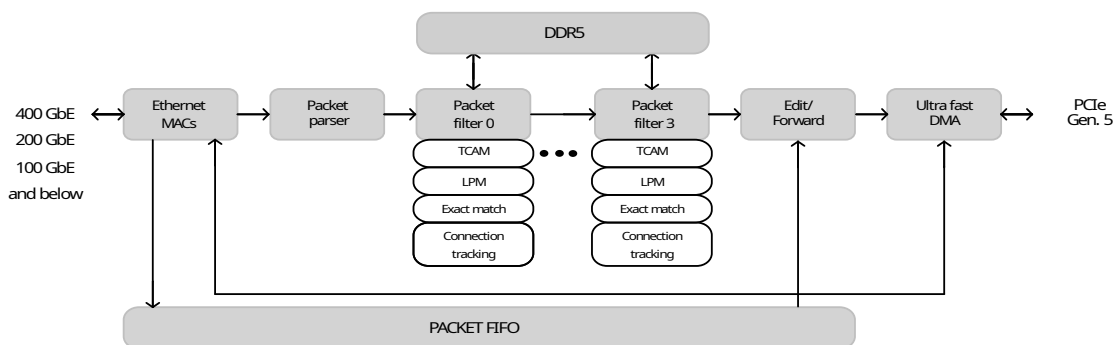 DDR5
400 GbE
200 GbE
100 GbE
and below
Ethernet
MACs
Packet
parser
Packet
filter 0
TCAM
LPM
Exact match
Connection
tracking
Packet
filter 3
TCAM
LPM
Exact match
Connection
tracking
Edit/
Forward
Ultra fast
DMA
PCIe
Gen. 5
PACKET FIFO